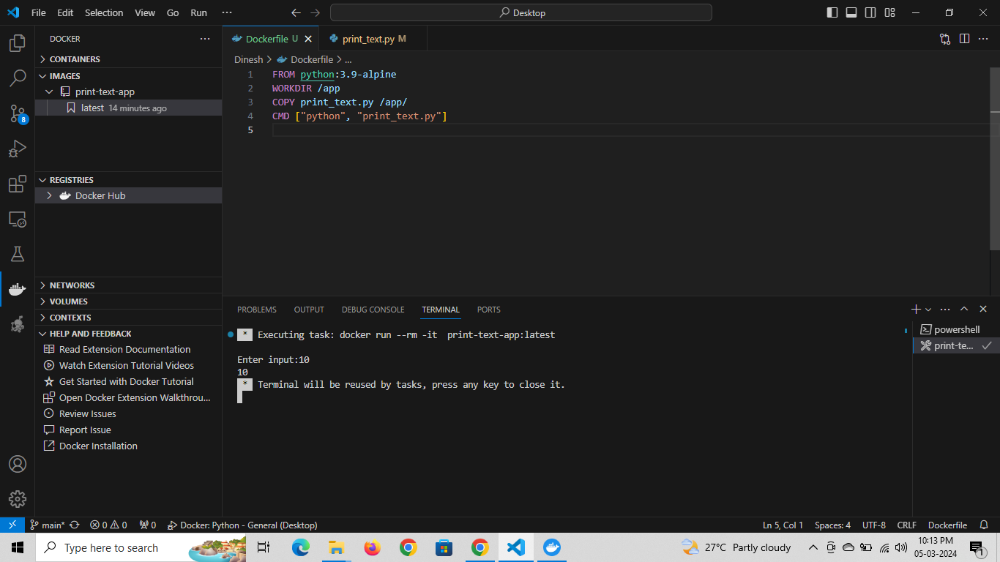 File Edit Selection View Go Run ···
Desktop
DOCKER
CONTAINERS
IMAGES
print-text-app
latest 14 minutes ago
8
REGISTRIES
Docker Hub
NETWORKS
VOLUMES
CONTEXTS
HELP AND FEEDBACK
Read Extension Documentation
Watch Extension Tutorial Videos
Get Started with Docker Tutorial
Open Docker Extension Walkthrou...
Review Issues
Report Issue
Docker Installation
Dockerfile U
print_text.py M
Dinesh > Dockerfile > ...
1 FROM python:3.9-alpine
2 WORKDIR /app
3 COPY print_text.py /app/
4 CMD ["python", "print_text.py"]
5
PROBLEMS OUTPUT DEBUG CONSOLE TERMINAL PORTS
* Executing task: docker run --rm -it  print-text-app:latest
Enter input:10
10
* Terminal will be reused by tasks, press any key to close it.
powershell
print-te...
main* 0 0 0 Docker: Python - General (Desktop)
Ln 5, Col 1 Spaces: 4 UTF-8 CRLF Dockerfile
Type here to search
27°C Partly cloudy
10:13 PM
05-03-2024
1